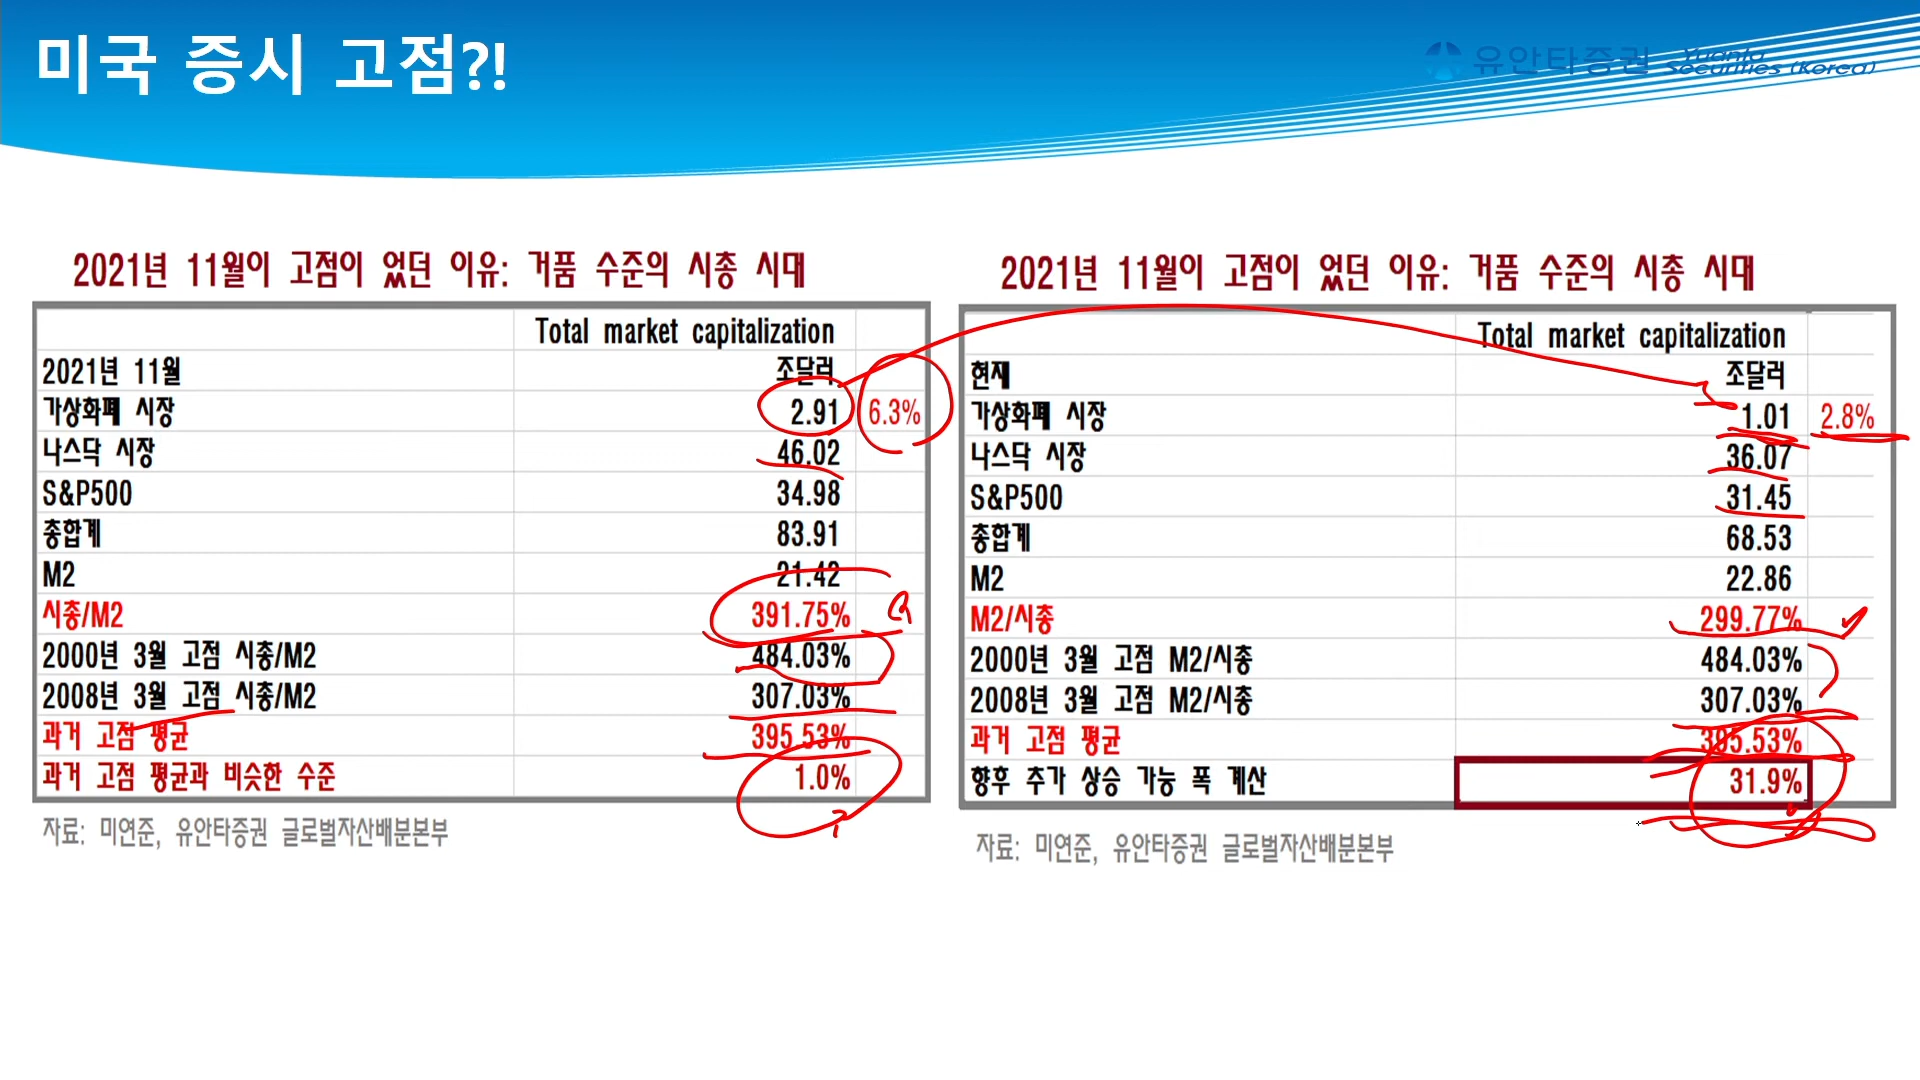 미국 증시 고점?!
유안타증권 Yuanta Securities (Korea)
2021년 11월이 고점이 었던 이유: 거품 수준의 시총 시대
Total market capitalization
2021년 11월 조달러
가상화폐 시장 2.91 6.3%
나스닥 시장 46.02
S&P500 34.98
총합계 83.91
M2 21.42
시총/M2 391.75%
2000년 3월 고점 시총/M2 484.03%
2008년 3월 고점 시총/M2 307.03%
과거 고점 평균 395.53%
과거 고점 평균과 비슷한 수준 1.0%
자료: 미연준, 유안타증권 글로벌자산배분본부
2021년 11월이 고점이 었던 이유: 거품 수준의 시총 시대
Total market capitalization
현재 조달러
가상화폐 시장 1.01 2.8%
나스닥 시장 36.07
S&P500 31.45
총합계 68.53
M2 22.86
M2/시총 299.77%
2000년 3월 고점 M2/시총 484.03%
2008년 3월 고점 M2/시총 307.03%
과거 고점 평균 395.53%
향후 추가 상승 가능 폭 계산 31.9%
자료: 미연준, 유안타증권 글로벌자산배분본부